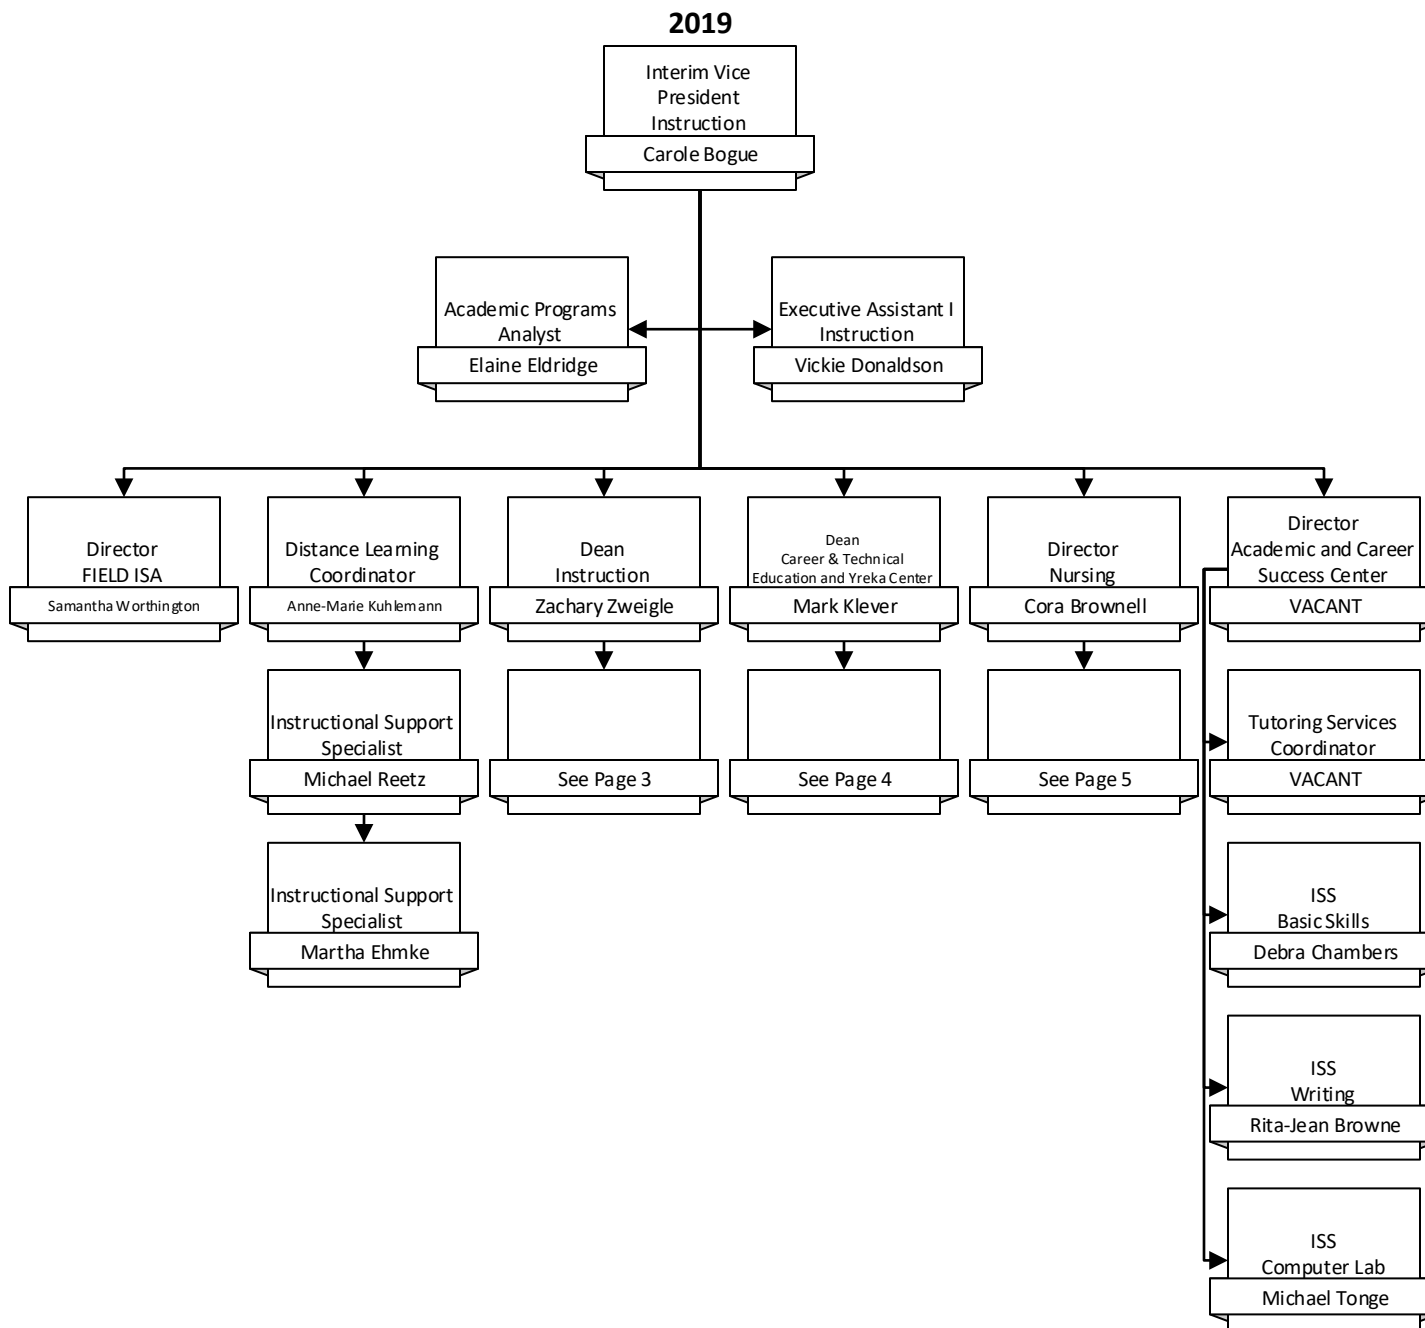 2019
Interim Vice
President
Instruction
Carole Bogue
Academic Programs
Analyst
Elaine Eldridge
Executive Assistant I
Instruction
Vickie Donaldson
Director
FIELD ISA
Samantha Worthington
Distance Learning
Coordinator
Anne-Marie Kuhlemann
Dean
Instruction
Zachary Zweigle
Dean
Career & Technical
Education and Yreka Center
Mark Klever
Director
Nursing
Cora Brownell
Director
Academic and Career
Success Center
VACANT
Instructional Support
Specialist
Michael Reetz
See Page 3
See Page 4
See Page 5
Tutoring Services
Coordinator
VACANT
Instructional Support
Specialist
Martha Ehmke
ISS
Basic Skills
Debra Chambers
ISS
Writing
Rita-Jean Browne
ISS
Computer Lab
Michael Tonge